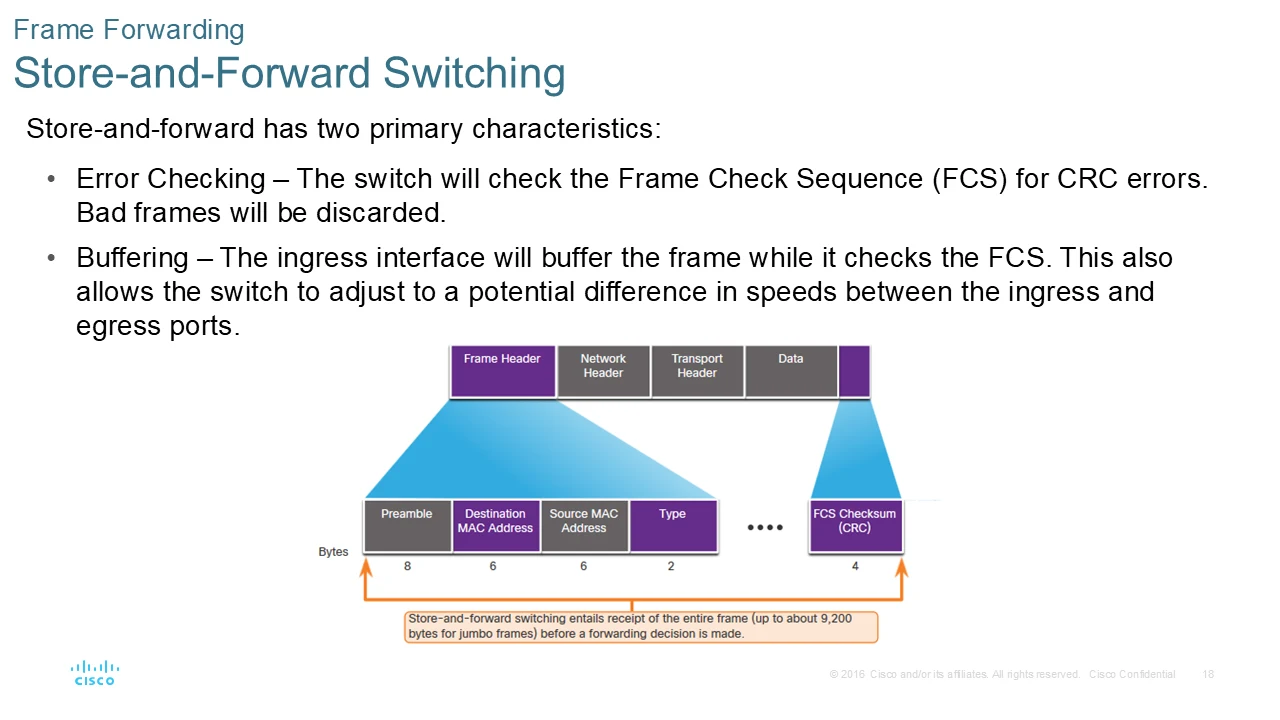 Frame Forwarding
Store-and-Forward Switching
Store-and-forward has two primary characteristics:
• Error Checking – The switch will check the Frame Check Sequence (FCS) for CRC errors.
Bad frames will be discarded.
• Buffering – The ingress interface will buffer the frame while it checks the FCS. This also
allows the switch to adjust to a potential difference in speeds between the ingress and
egress ports.
Frame Header
Network
Header
Transport
Header
Data
Preamble
Destination
MAC Address
Source MAC
Address
Type
••••
FCS Checksum
(CRC)
Bytes
8
6
6
2
4
Store-and-forward switching entails receipt of the entire frame (up to about 9,200
bytes for jumbo frames) before a forwarding decision is made.
CISCO
© 2016 Cisco and/or its affiliates. All rights reserved. Cisco Confidential
18